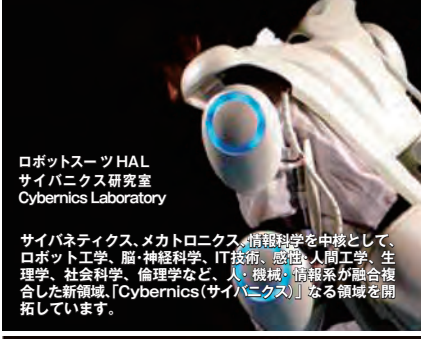 ロボットスーツHAL
サイバニクス研究室
Cybernics Laboratory
サイバネティクス、メカトロニクス、情報科学を中核として、
ロボット工学、脳・神経科学、IT技術、感性・人間工学、生
理学、社会科学、倫理学など、人・機械・情報系が融合複
合した新領域、「Cybernics(サイバニクス)」なる領域を開
拓しています。